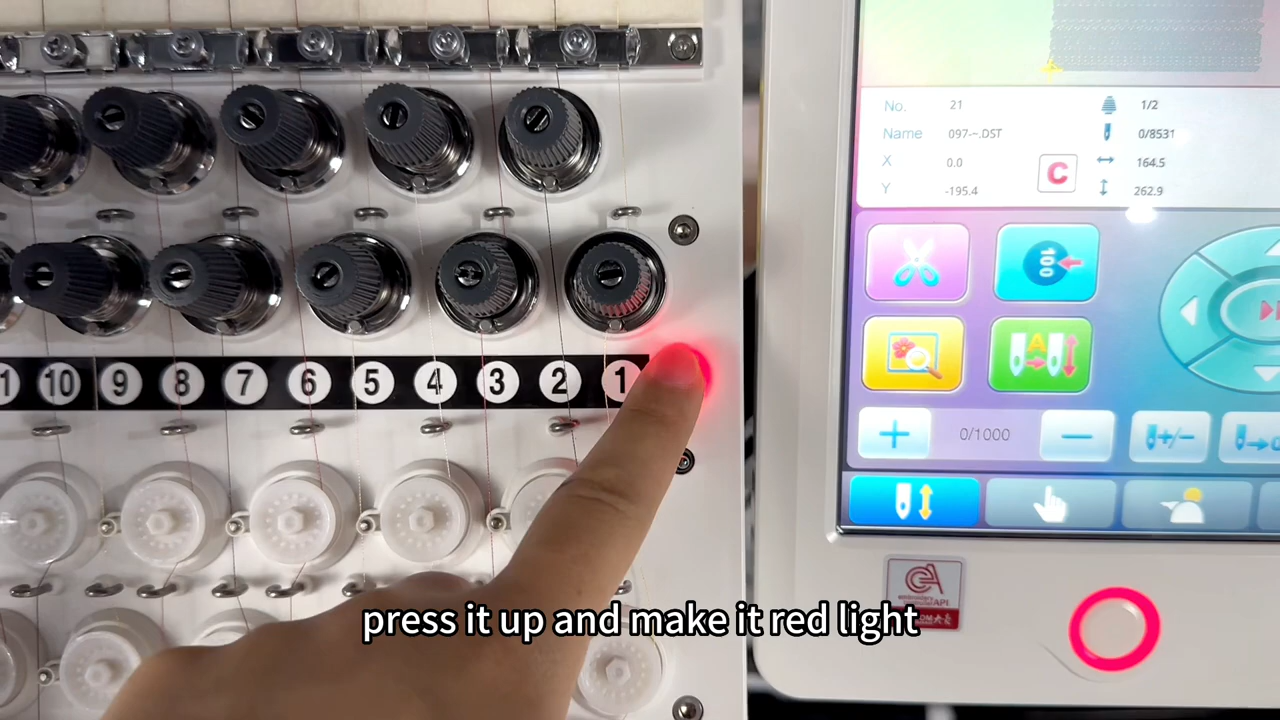 No. 21 1/2
Name 097-~.DST 0/8531
X 0.0 C 164.5
Y -195.4 262.9
100
A
1 10 9 8 7 6 5 4 3 2 1
+ 0/1000 −
+/-
press it up and make it red light